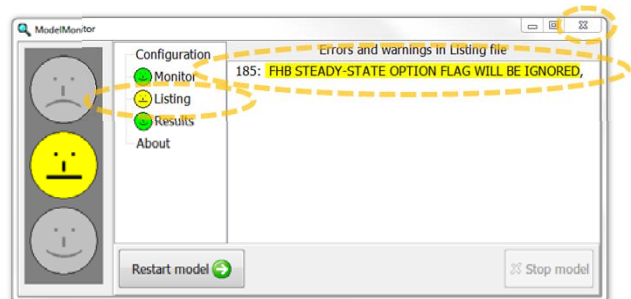 ModelMonitor
Configuration
Monitor
Listing
Results
About
Errors and warnings in Listing file
185: FHB STEADY-STATE OPTION FLAG WILL BE IGNORED,
Restart model
Stop model